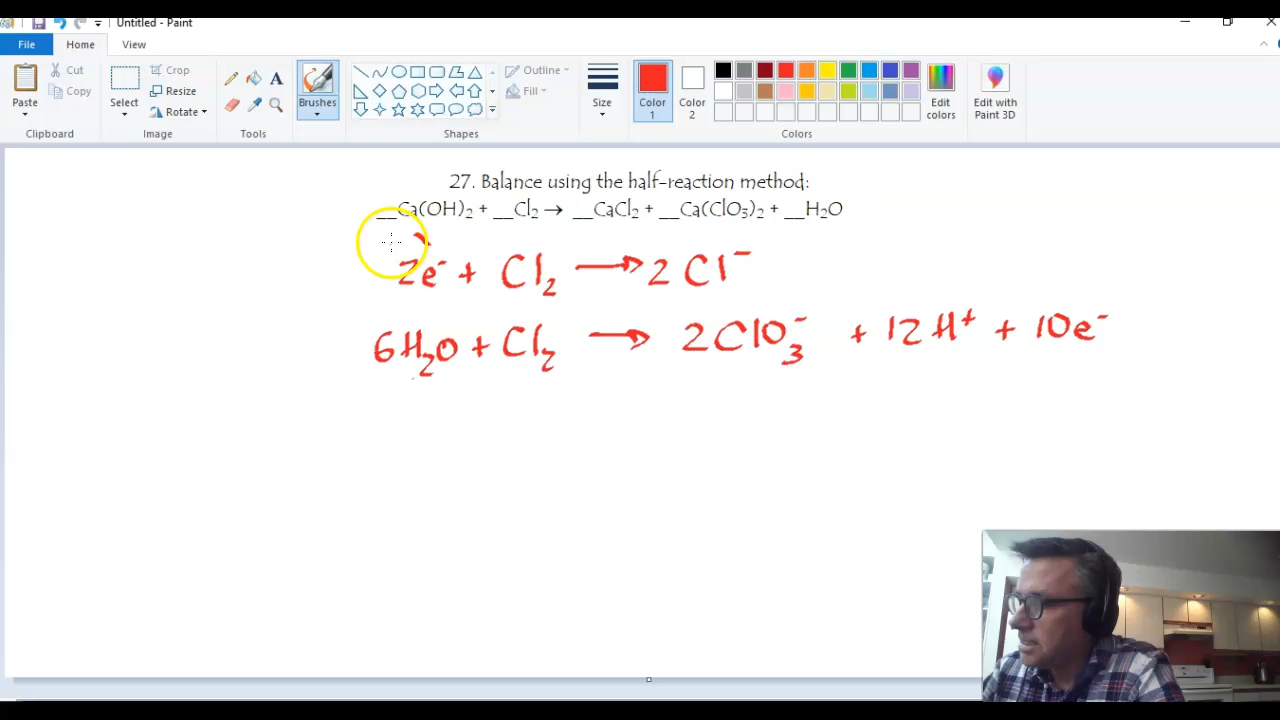 Untitled - Paint
File Home View
Paste Cut Copy Select Crop Resize Rotate A Brushes Outline Fill Size Color 1 Color 2 Edit colors Edit with Paint 3D
Clipboard Image Tools Shapes Colors
27. Balance using the half-reaction method:
__Ca(OH)₂ + __Cl₂ → __CaCl₂ + __Ca(ClO₃)₂ + __H₂O
2e⁻ + Cl₂ → 2Cl⁻
6H₂O + Cl₂ → 2ClO₃⁻ + 12H⁺ + 10e⁻